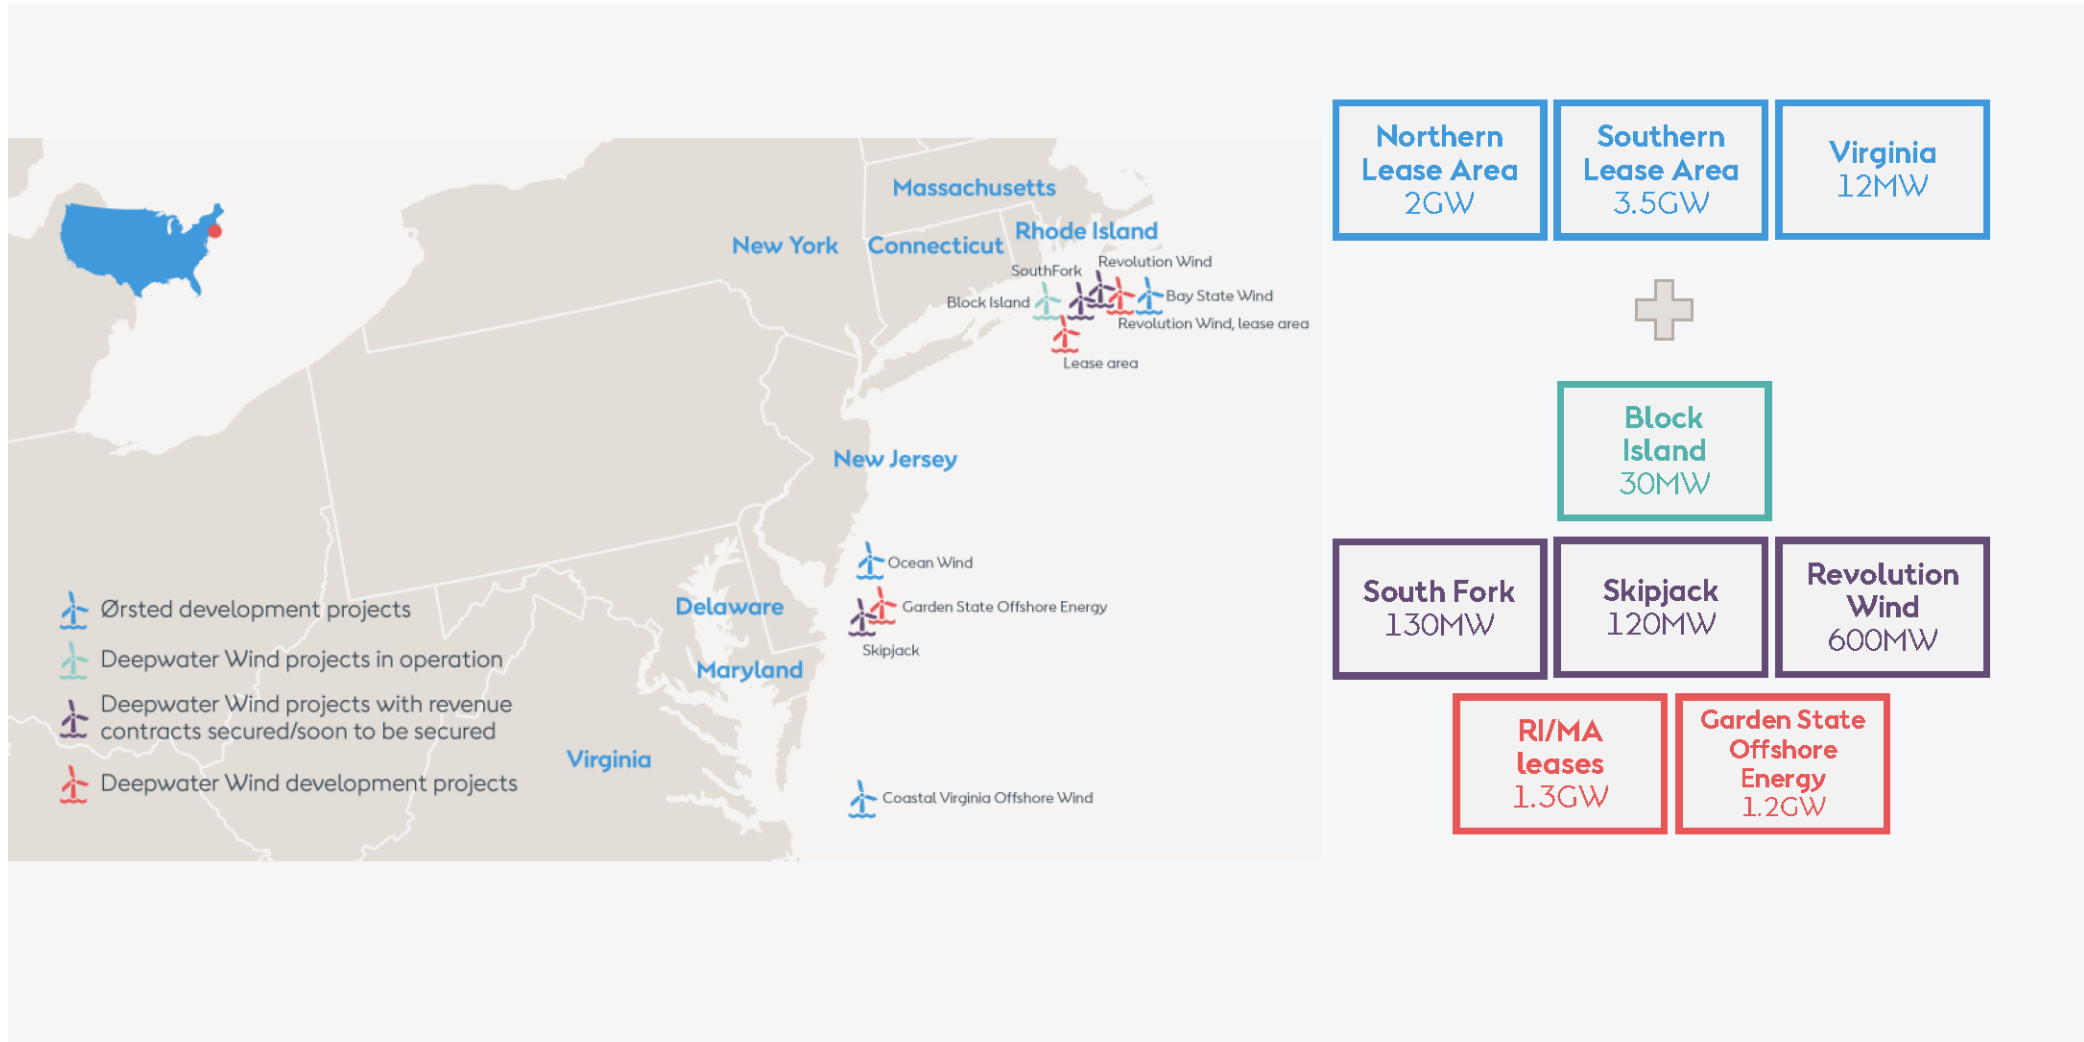 Massachusetts
Rhode Island
New York
Connecticut
Revolution Wind
SouthFork
Block Island
Bay State Wind
Revolution Wind, lease area
Lease area
New Jersey
Ocean Wind
Delaware
Garden State Offshore Energy
Skipjack
Maryland
Virginia
Coastal Virginia Offshore Wind
Ørsted development projects
Deepwater Wind projects in operation
Deepwater Wind projects with revenue
contracts secured/soon to be secured
Deepwater Wind development projects
Northern
Lease Area
2GW
Southern
Lease Area
3.5GW
Virginia
12MW
Block
Island
30MW
South Fork
130MW
Skipjack
120MW
Revolution
Wind
600MW
RI/MA
leases
1.3GW
Garden State
Offshore
Energy
1.2GW